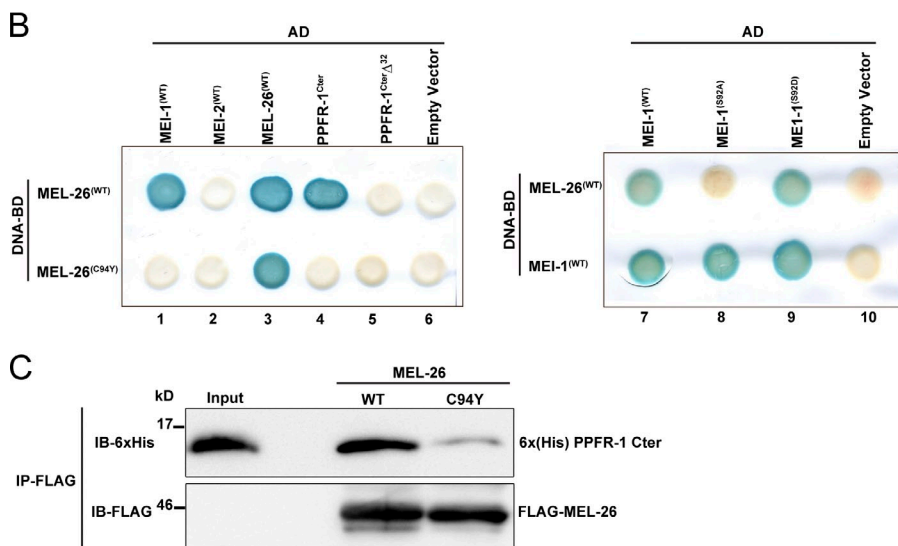 B
AD
MEI-1(WT)
MEI-2(WT)
MEL-26(WT)
PPFR-1Cter
PPFR-1CterΔ32
Empty Vector
DNA-BD
MEL-26(WT)
MEL-26(C94Y)
1 2 3 4 5 6
AD
MEI-1(WT)
MEI-1(S92A)
ME1-1(S92D)
Empty Vector
DNA-BD
MEL-26(WT)
MEI-1(WT)
7 8 9 10
C
MEL-26
kD Input WT C94Y
IP-FLAG
IB-6xHis 17 6x(His) PPFR-1 Cter
IB-FLAG 46 FLAG-MEL-26